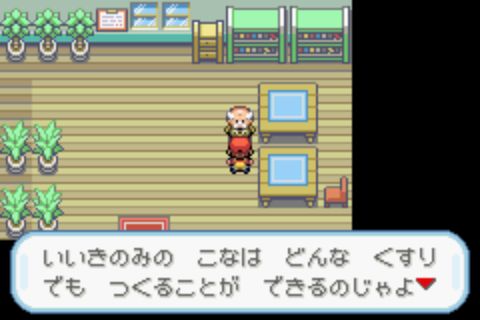 いいきのみの　こなは　どんな　くすり
でも　つくることが　できるのじゃよ